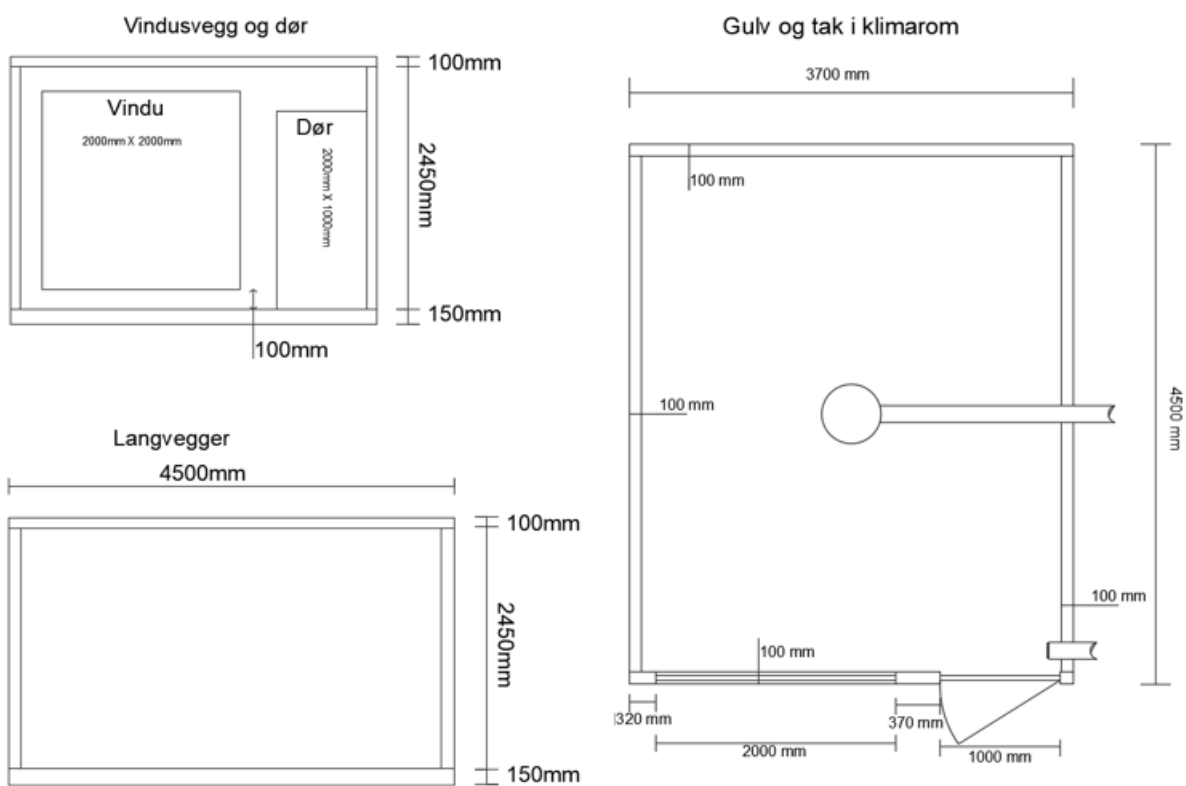 Vindusvegg og dør
100mm
Vindu
2000mm X 2000mm
Dør
2000mm X 1000mm
2450mm
150mm
100mm
Langvegger
4500mm
100mm
2450mm
150mm
Gulv og tak i klimarom
3700 mm
100 mm
100 mm
4500 mm
100 mm
100 mm
320 mm
370 mm
2000 mm
1000 mm